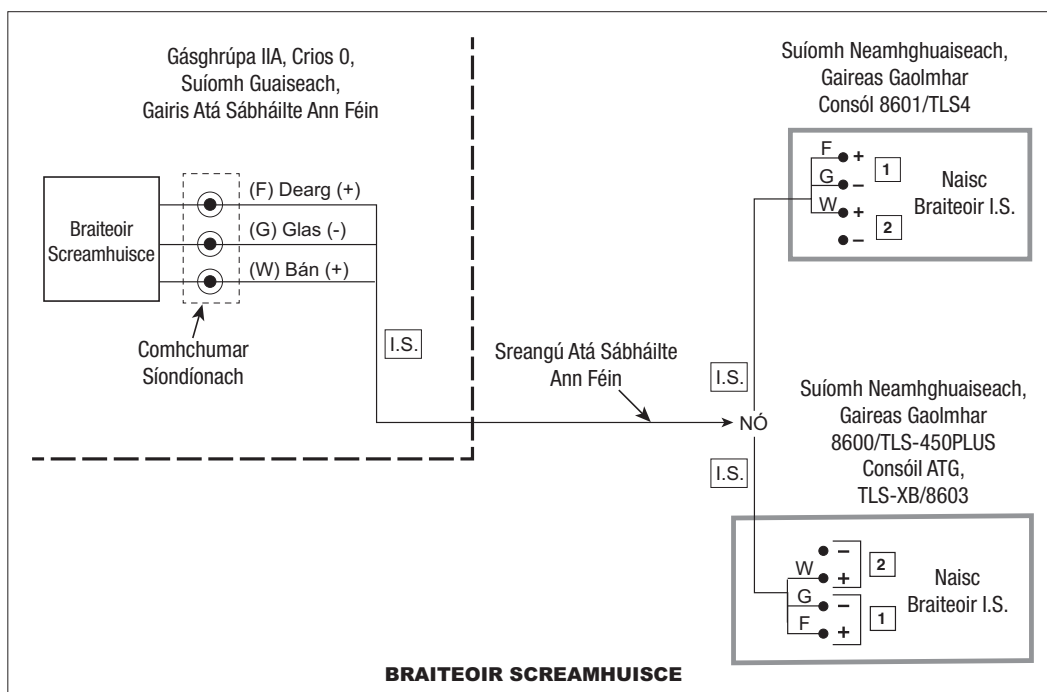 Gásghrúpa IIA, Crios 0,
Suíomh Guaiseach,
Gairis Atá Sábháilte Ann Féin
Braiteoir
Screamhuisce
(F) Dearg (+)
(G) Glas (-)
(W) Bán (+)
Comhchumar
Síondíonach
I.S.
Sreangú Atá Sábháilte
Ann Féin
I.S.
NÓ
I.S.
Suíomh Neamhghuaiseach,
Gaireas Gaolmhar
Consól 8601/TLS4
F + 1
G -
W + 2
-
Naisc
Braiteoir I.S.
Suíomh Neamhghuaiseach,
Gaireas Gaolmhar
8600/TLS-450PLUS
Consóil ATG,
TLS-XB/8603
- 2
W +
G - 1
F +
Naisc
Braiteoir I.S.
BRAITEOIR SCREAMHUISCE